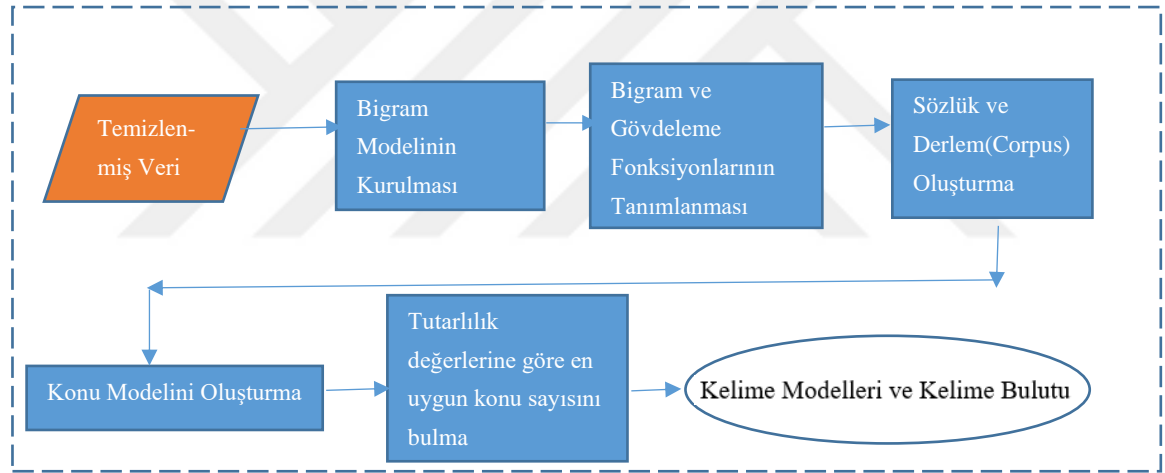 Temizlen-
miş Veri
Bigram
Modelinin
Kurulması
Bigram ve
Gövdeleme
Fonksiyonlarının
Tanımlanması
Sözlük ve
Derlem(Corpus)
Oluşturma
Konu Modelini Oluşturma
Tutarlılık
değerlerine göre en
uygun konu sayısını
bulma
Kelime Modelleri ve Kelime Bulutu